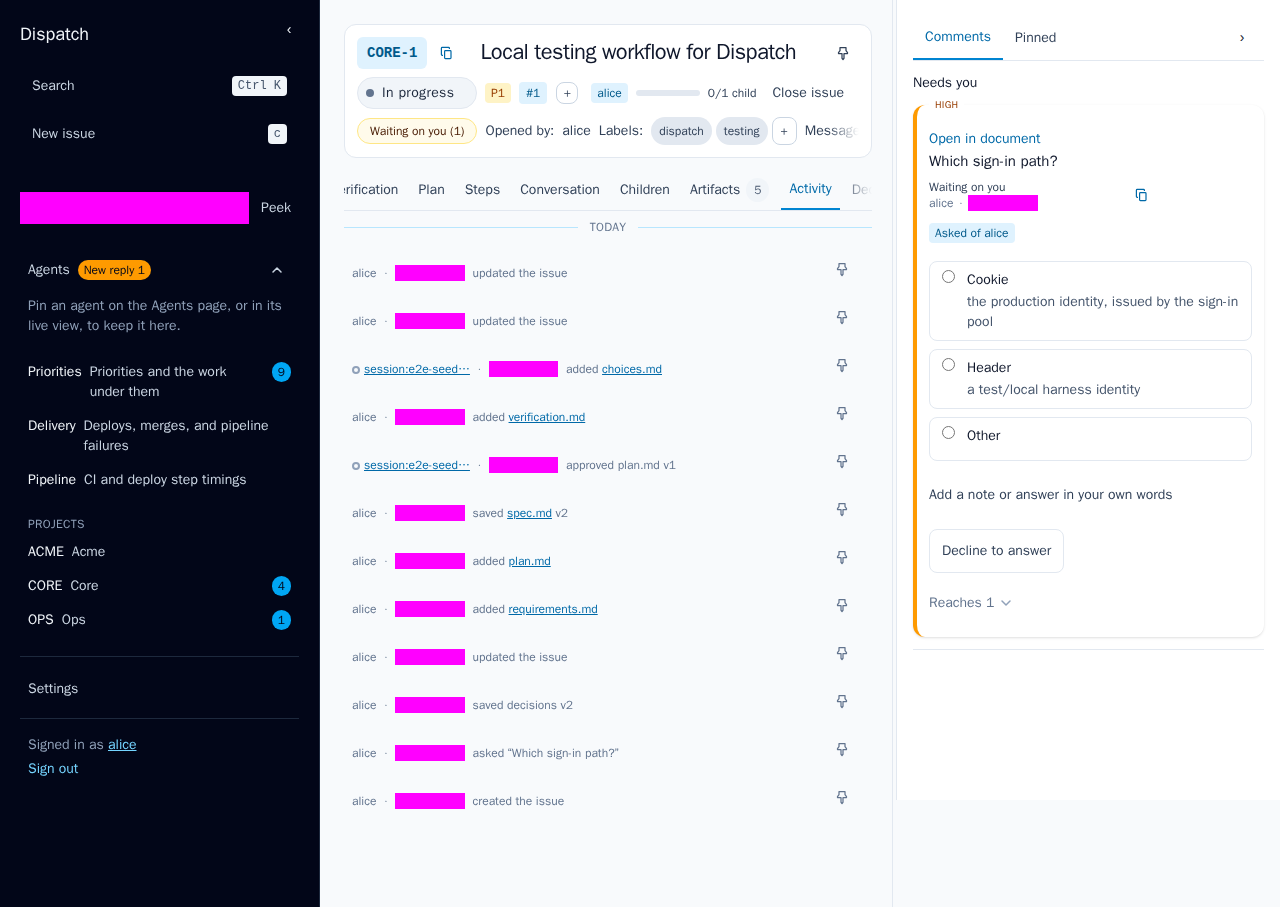 Dispatch
Search Ctrl K
New issue C
Peek
Agents New reply 1
Pin an agent on the Agents page, or in its
live view, to keep it here.
Priorities Priorities and the work 9
under them
Delivery Deploys, merges, and pipeline
failures
Pipeline CI and deploy step timings
PROJECTS
ACME Acme
CORE Core 4
OPS Ops 1
Settings
Signed in as alice
Sign out
CORE-1 Local testing workflow for Dispatch
In progress P1 #1 + alice 0/1 child Close issue
Waiting on you (1) Opened by: alice Labels: dispatch testing + Message
erification Plan Steps Conversation Children Artifacts 5 Activity De
TODAY
alice · updated the issue
alice · updated the issue
session:e2e-seed… · added choices.md
alice · added verification.md
session:e2e-seed… · approved plan.md v1
alice · saved spec.md v2
alice · added plan.md
alice · added requirements.md
alice · updated the issue
alice · saved decisions v2
alice · asked “Which sign-in path?”
alice · created the issue
Comments Pinned
Needs you
HIGH
Open in document
Which sign-in path?
Waiting on you
alice ·
Asked of alice
Cookie
the production identity, issued by the sign-in
pool
Header
a test/local harness identity
Other
Add a note or answer in your own words
Decline to answer
Reaches 1